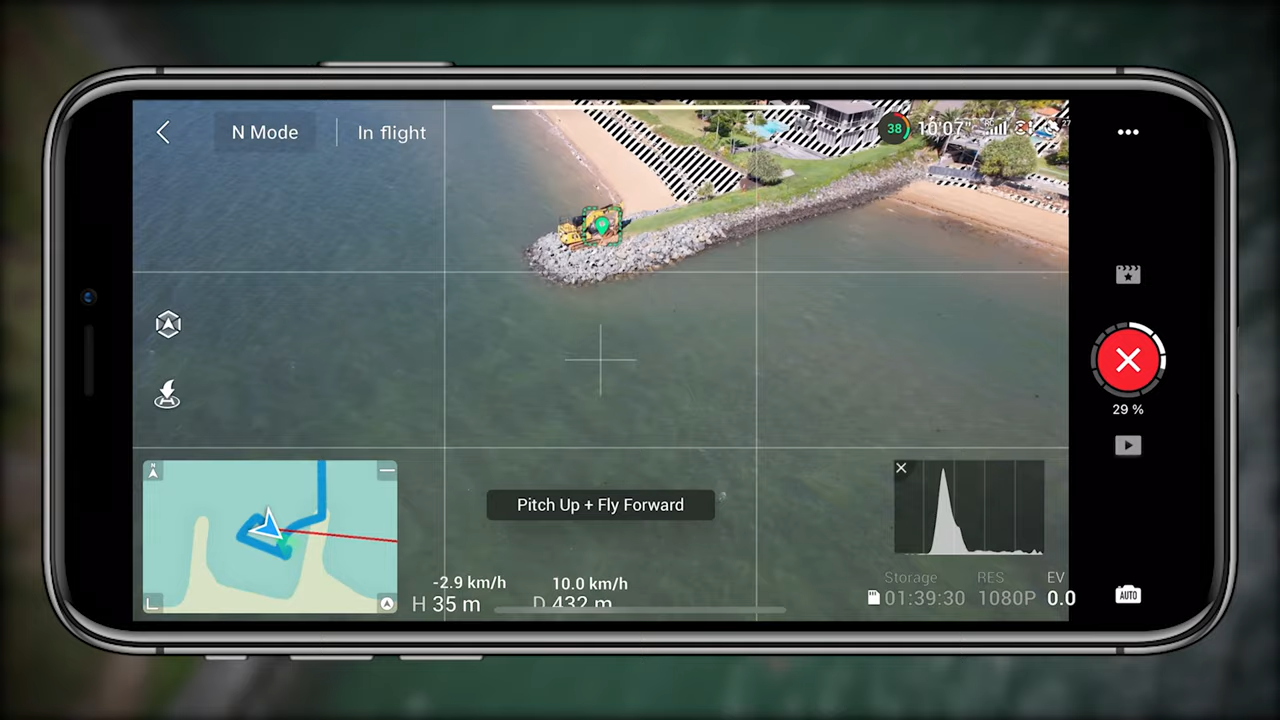 N Mode
In flight
38
10'07"
27
29 %
Pitch Up + Fly Forward
N
-2.9 km/h
10.0 km/h
H 35 m
D 432 m
Storage
RES
EV
01:39:30
1080P
0.0
AUTO